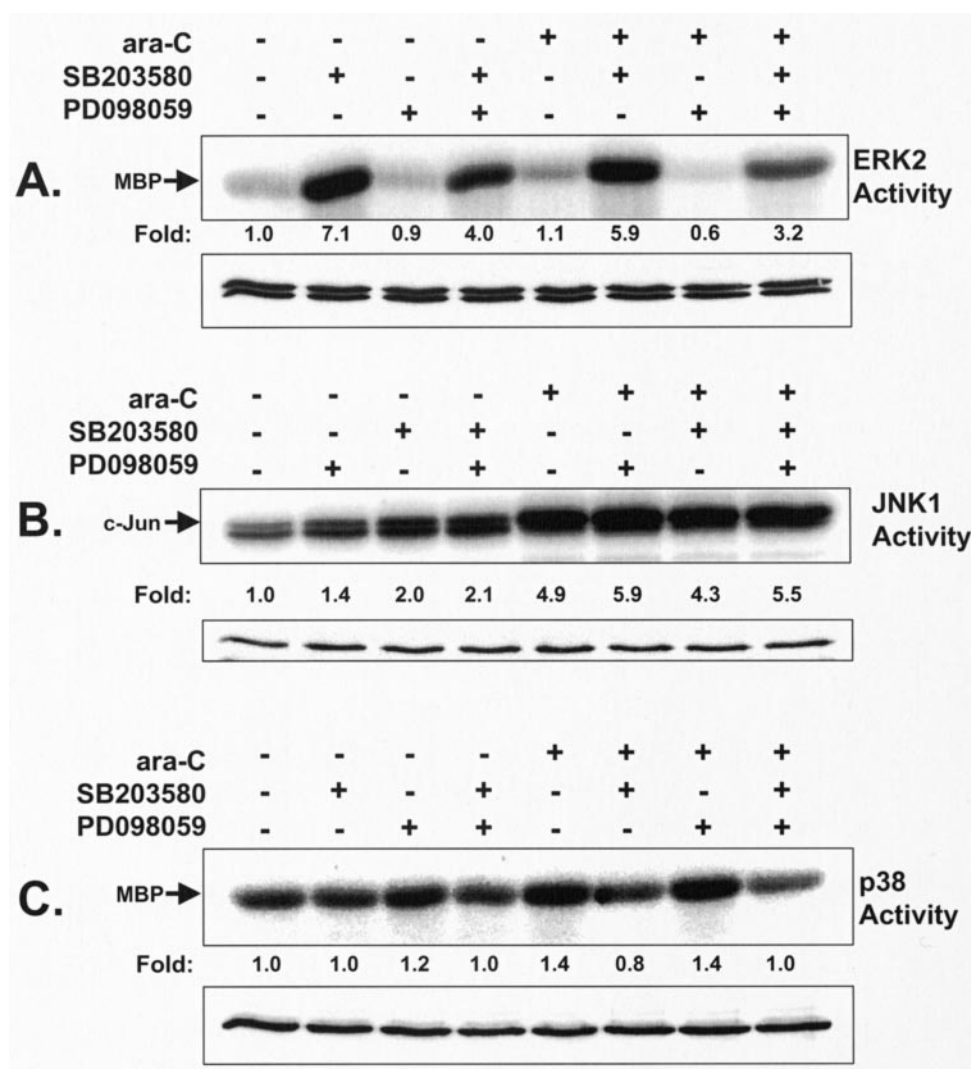 ara-C - - - - + + + +
SB203580 - + - + - + - +
PD098059 - - + + - - + +
A. MBP ERK2
Activity
Fold: 1.0 7.1 0.9 4.0 1.1 5.9 0.6 3.2
ara-C - - - - + + + +
SB203580 - - + + - - + +
PD098059 - + - + - + - +
B. c-Jun JNK1
Activity
Fold: 1.0 1.4 2.0 2.1 4.9 5.9 4.3 5.5
ara-C - - - - + + + +
SB203580 - + - + - + - +
PD098059 - - + + - - + +
C. MBP p38
Activity
Fold: 1.0 1.0 1.2 1.0 1.4 0.8 1.4 1.0